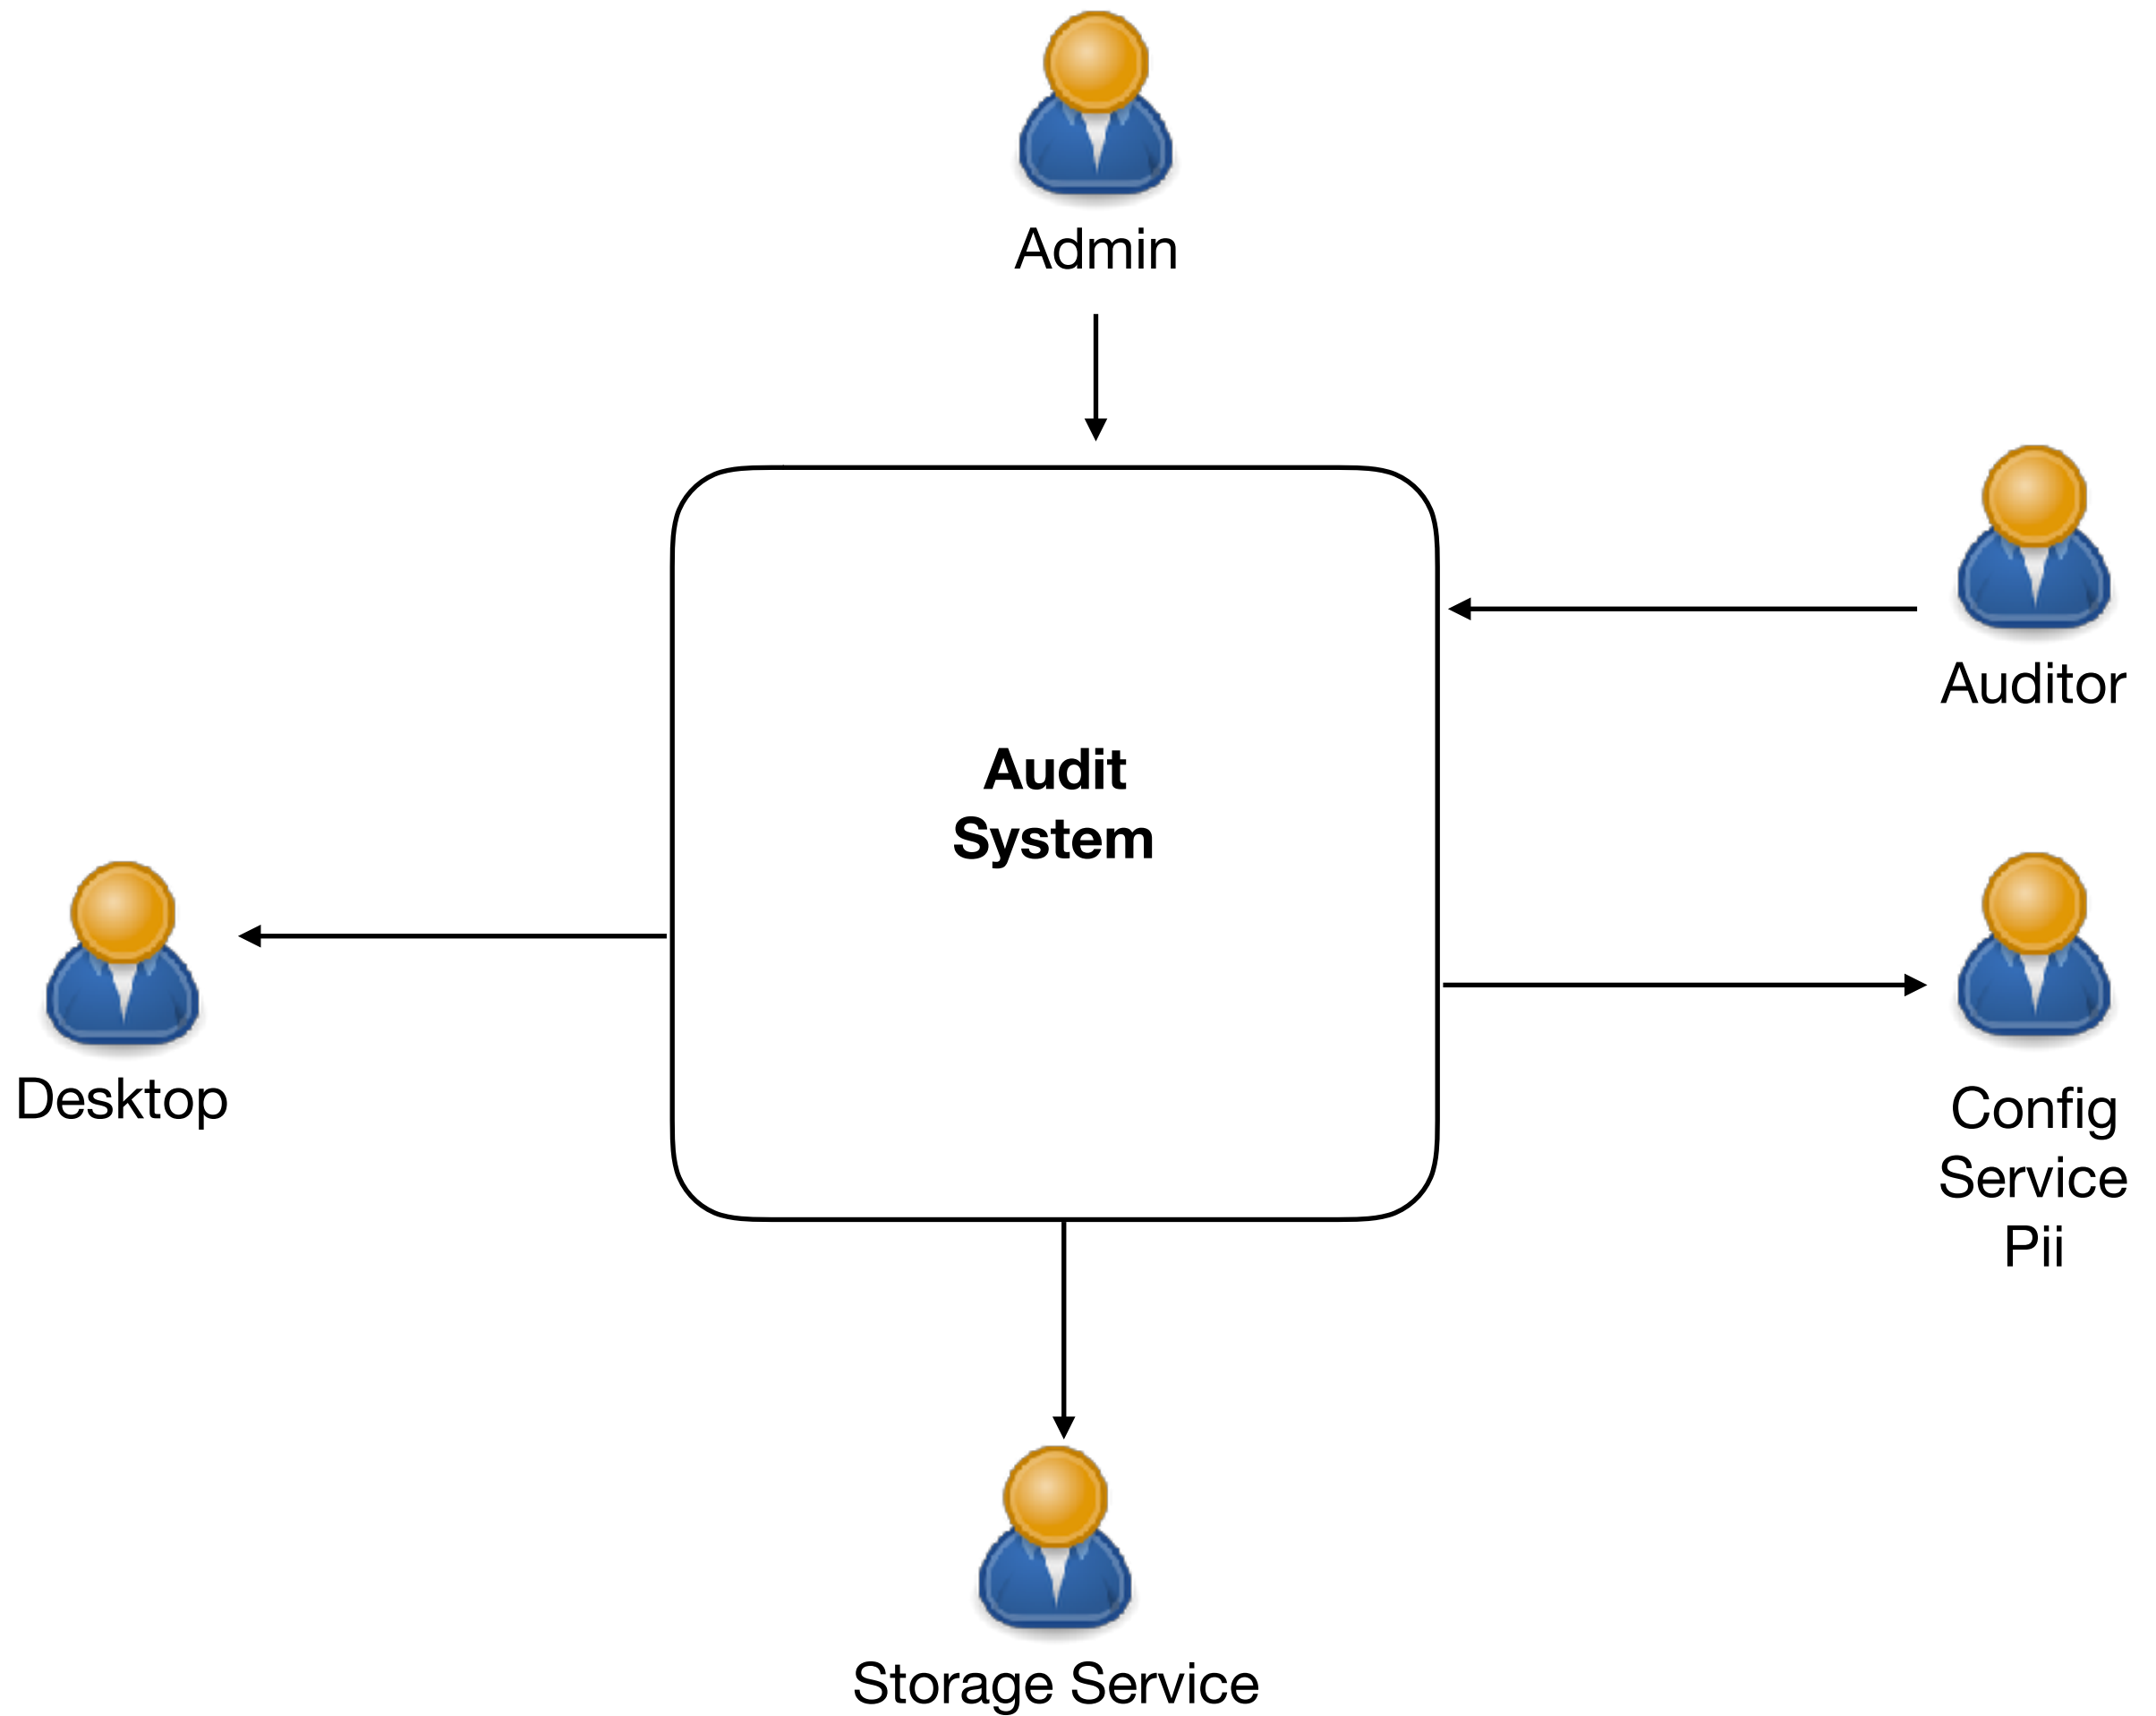 Admin
Auditor
Audit
System
Desktop
Config
Service
Pii
Storage Service